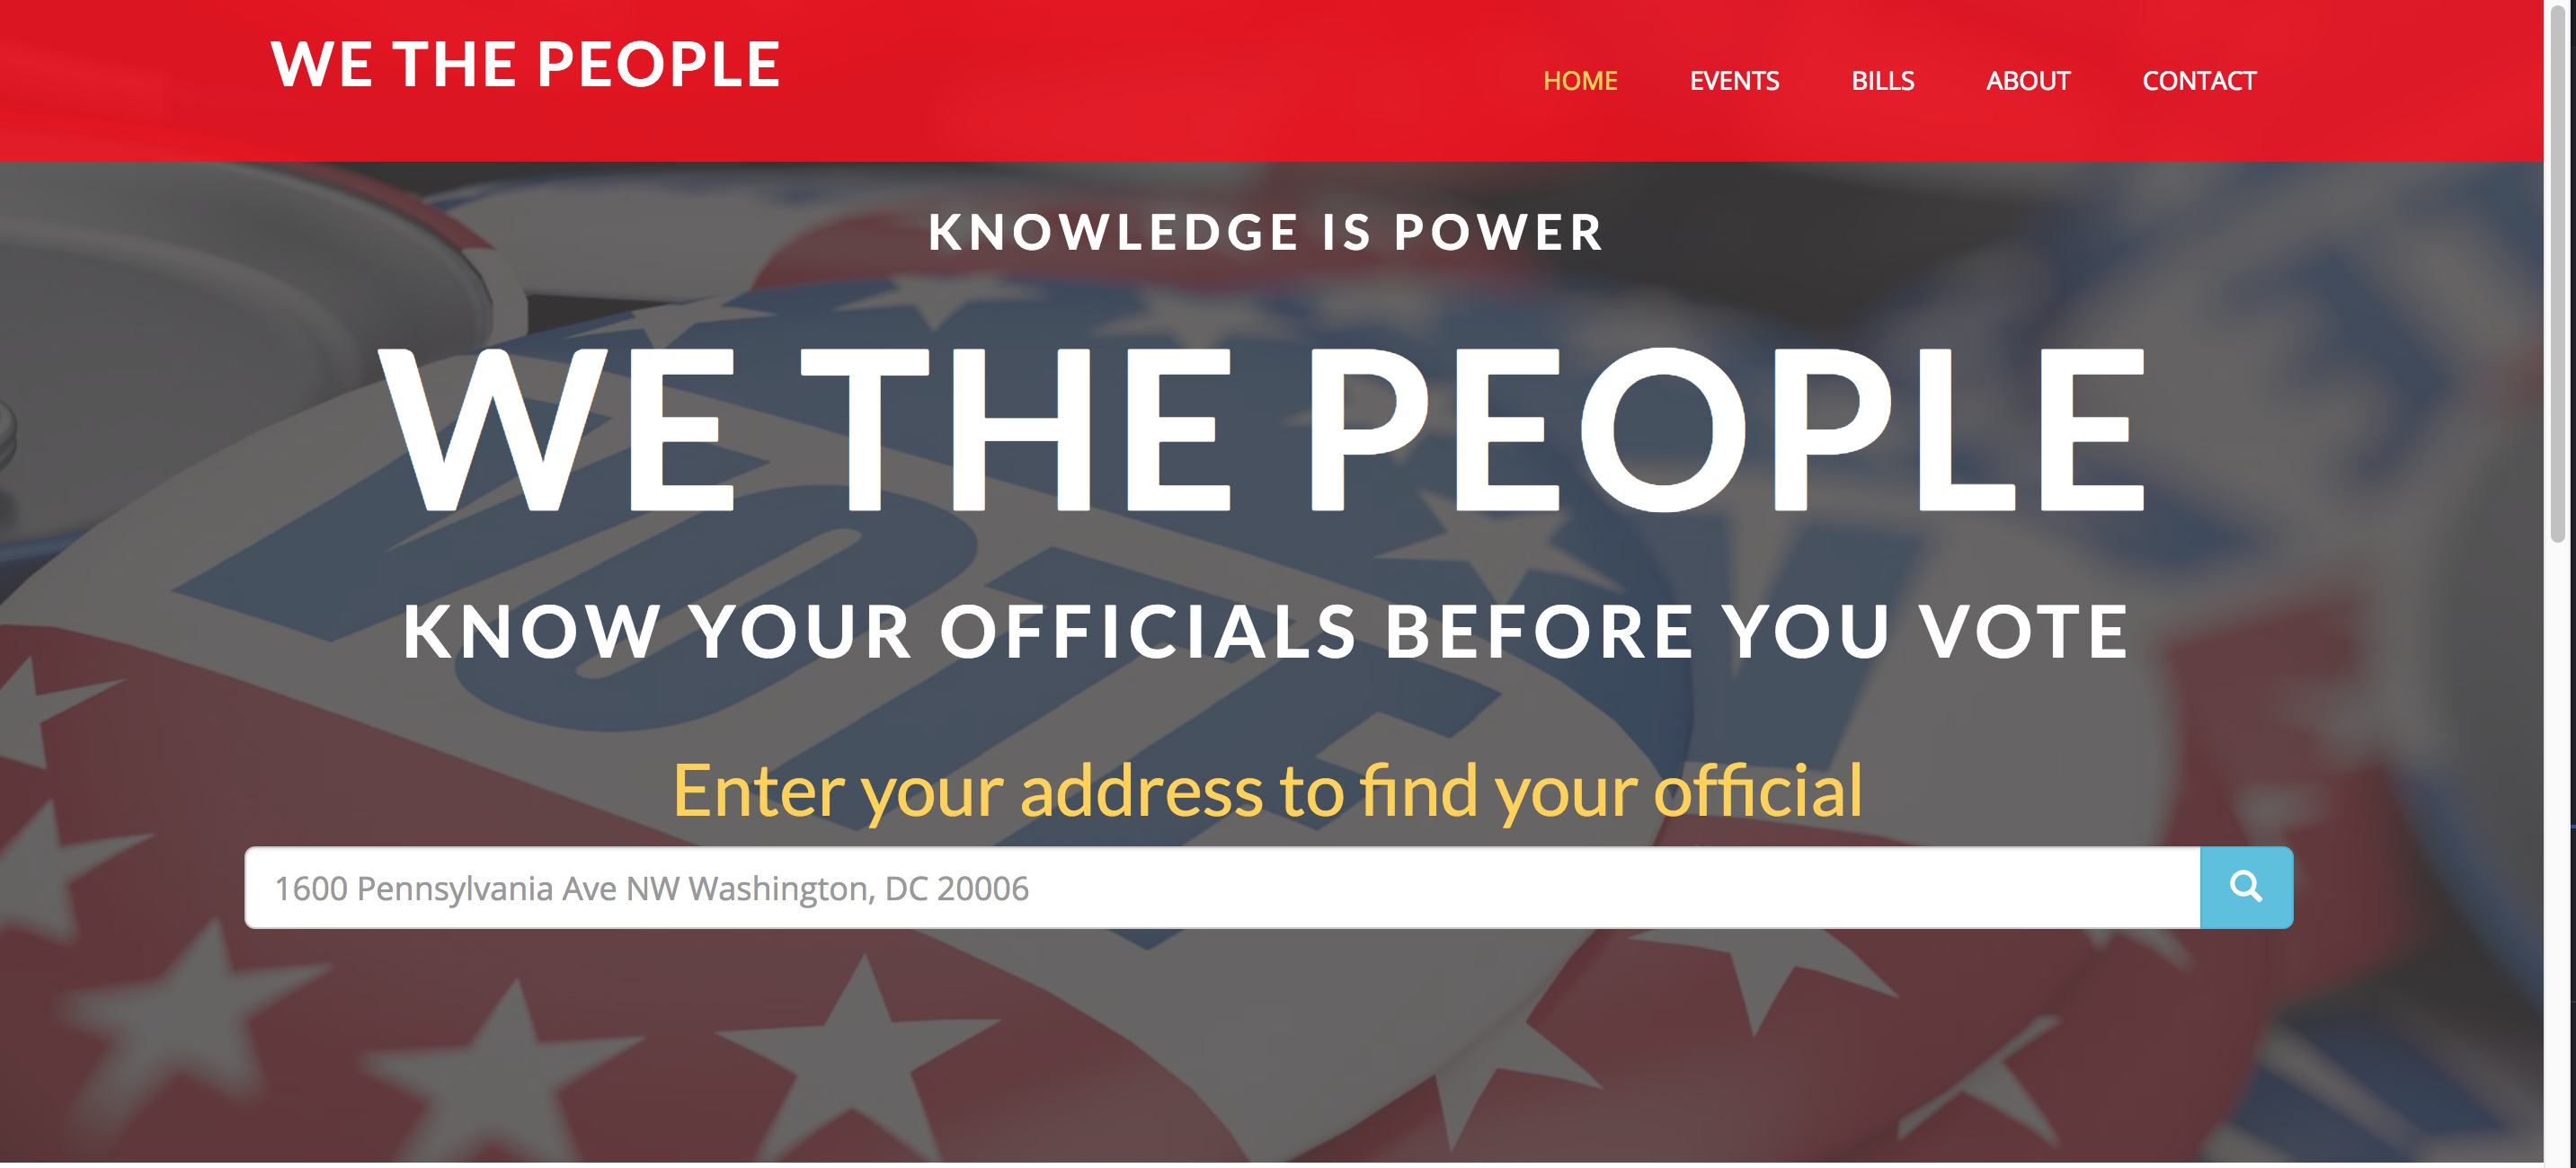 WE THE PEOPLE
HOME EVENTS BILLS ABOUT CONTACT
KNOWLEDGE IS POWER
WE THE PEOPLE
KNOW YOUR OFFICIALS BEFORE YOU VOTE
Enter your address to find your official
1600 Pennsylvania Ave NW Washington, DC 20006
VOTE